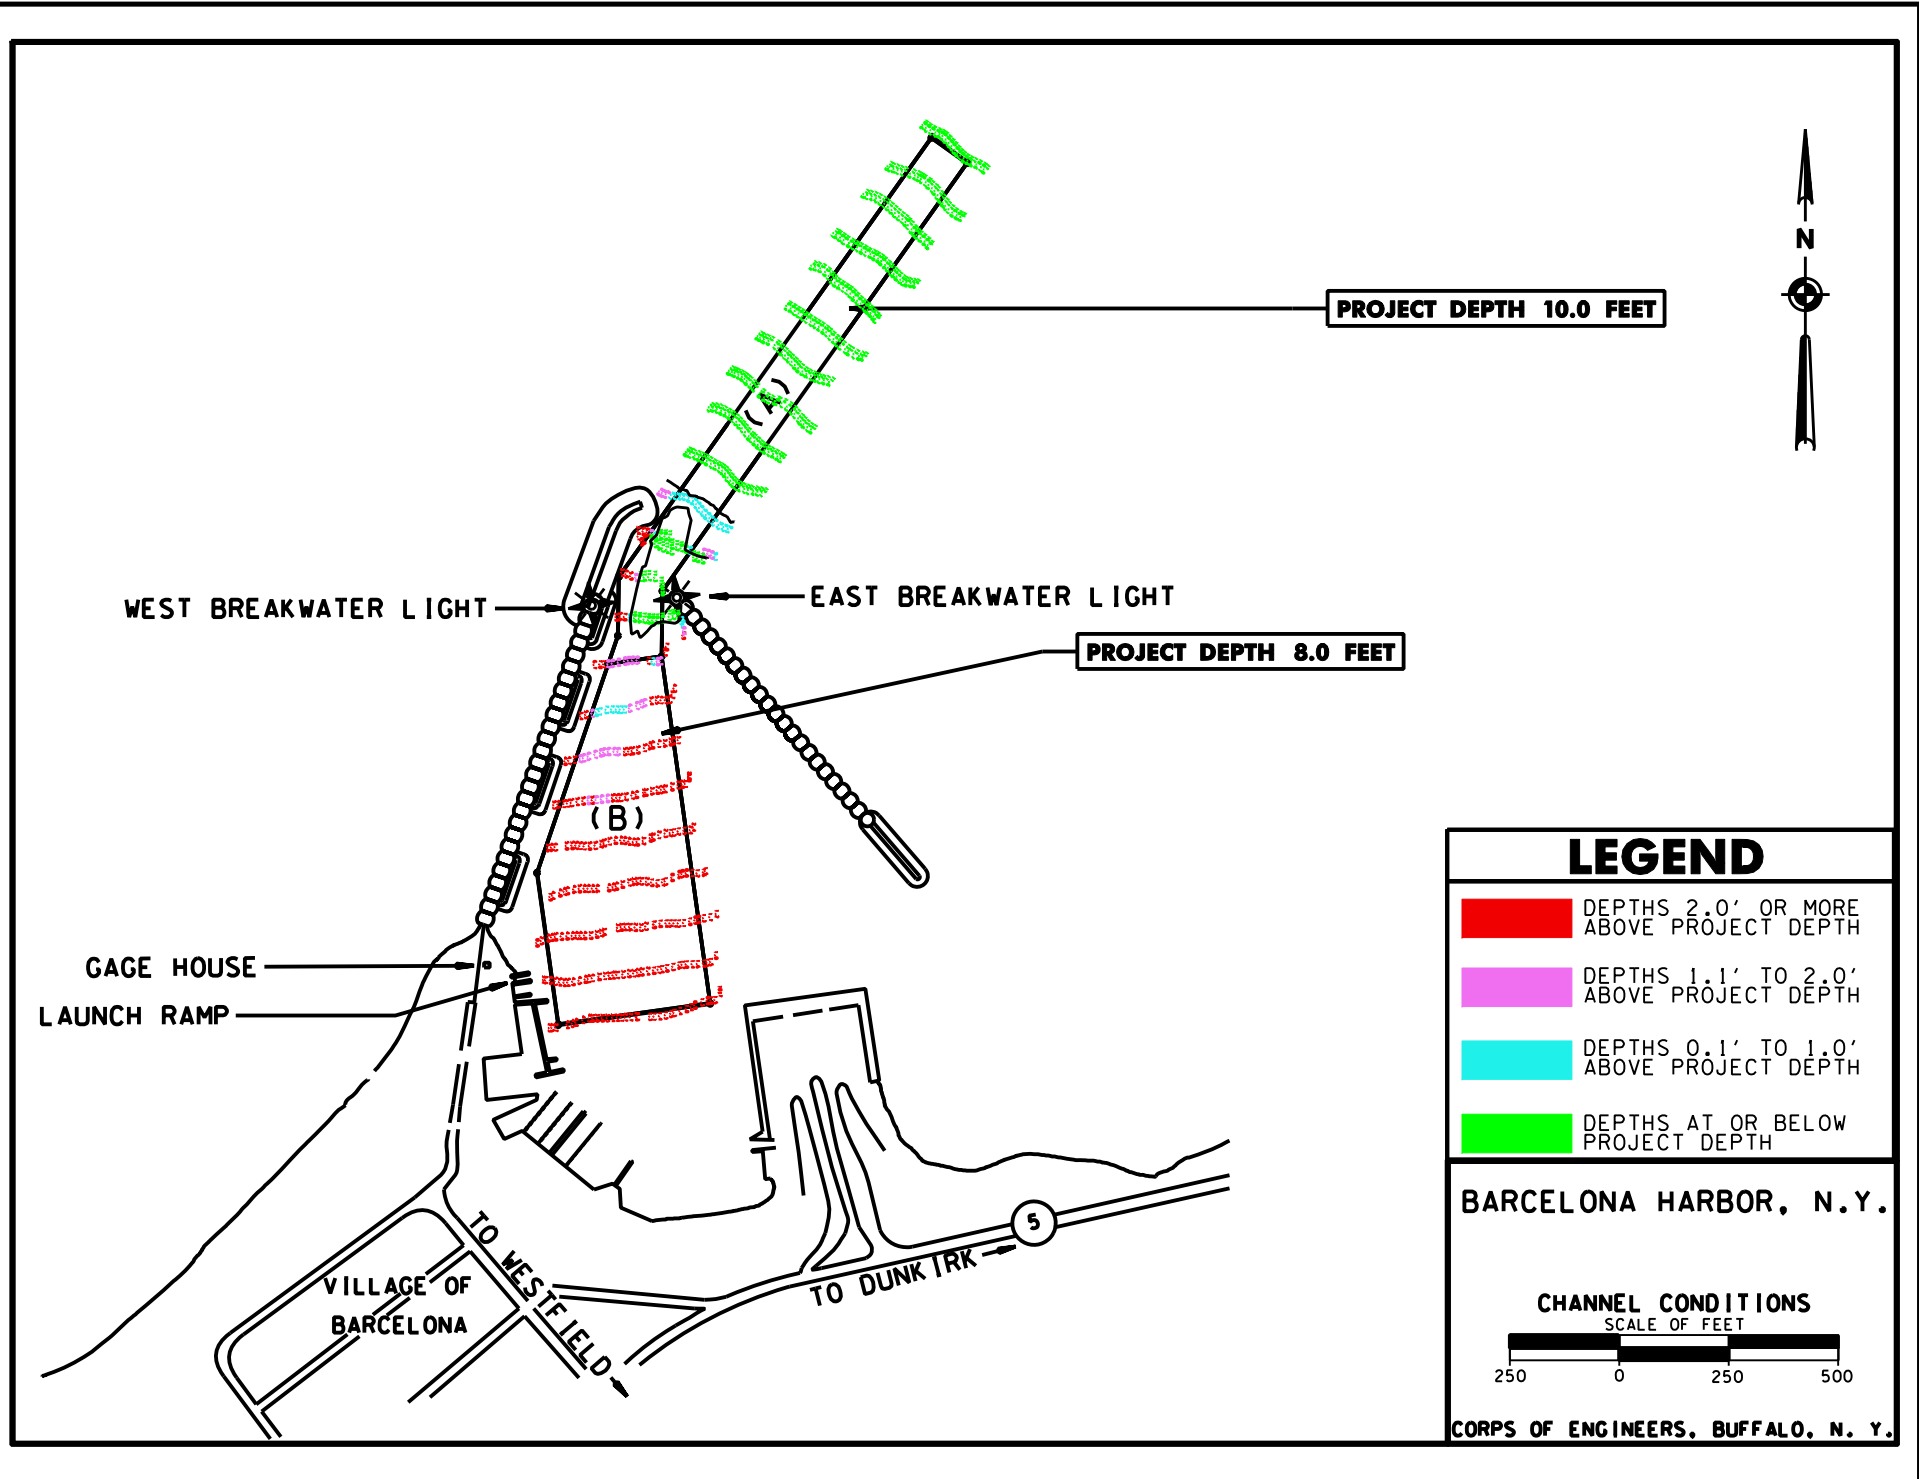 N
PROJECT DEPTH 10.0 FEET
(A)
WEST BREAKWATER LIGHT
EAST BREAKWATER LIGHT
PROJECT DEPTH 8.0 FEET
(B)
GAGE HOUSE
LAUNCH RAMP
TO WESTFIELD
VILLAGE OF
BARCELONA
TO DUNKIRK
5
LEGEND
DEPTHS 2.0' OR MORE
ABOVE PROJECT DEPTH
DEPTHS 1.1' TO 2.0'
ABOVE PROJECT DEPTH
DEPTHS 0.1' TO 1.0'
ABOVE PROJECT DEPTH
DEPTHS AT OR BELOW
PROJECT DEPTH
BARCELONA HARBOR, N.Y.
CHANNEL CONDITIONS
SCALE OF FEET
250 0 250 500
CORPS OF ENGINEERS, BUFFALO, N. Y.